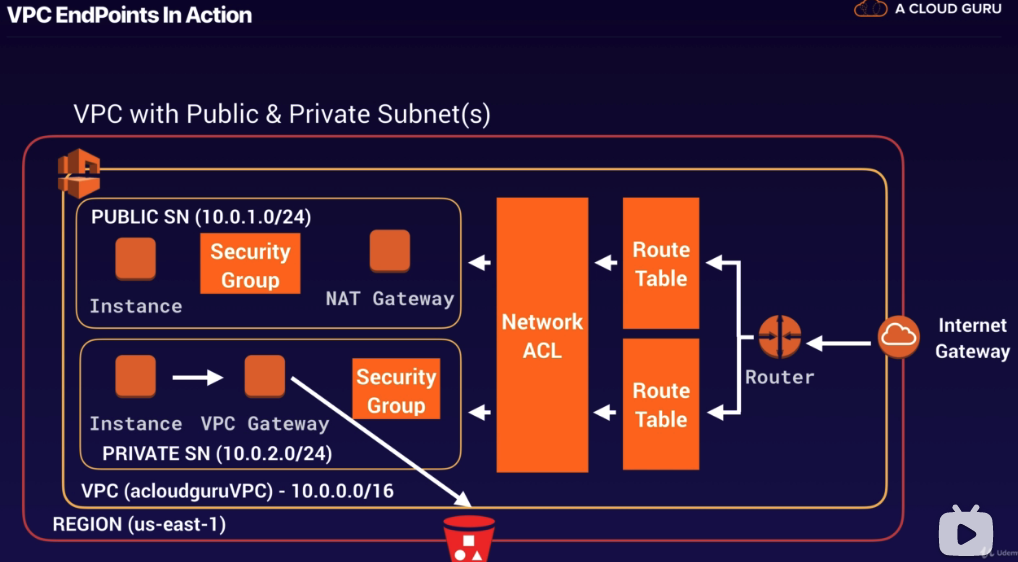 VPC EndPoints In Action
A CLOUD GURU
VPC with Public & Private Subnet(s)
PUBLIC SN (10.0.1.0/24)
Security
Group
Instance
NAT Gateway
Network
ACL
Route
Table
Route
Table
Router
Internet
Gateway
Security
Group
Instance
VPC Gateway
PRIVATE SN (10.0.2.0/24)
VPC (acloudguruVPC) - 10.0.0.0/16
REGION (us-east-1)
Udem